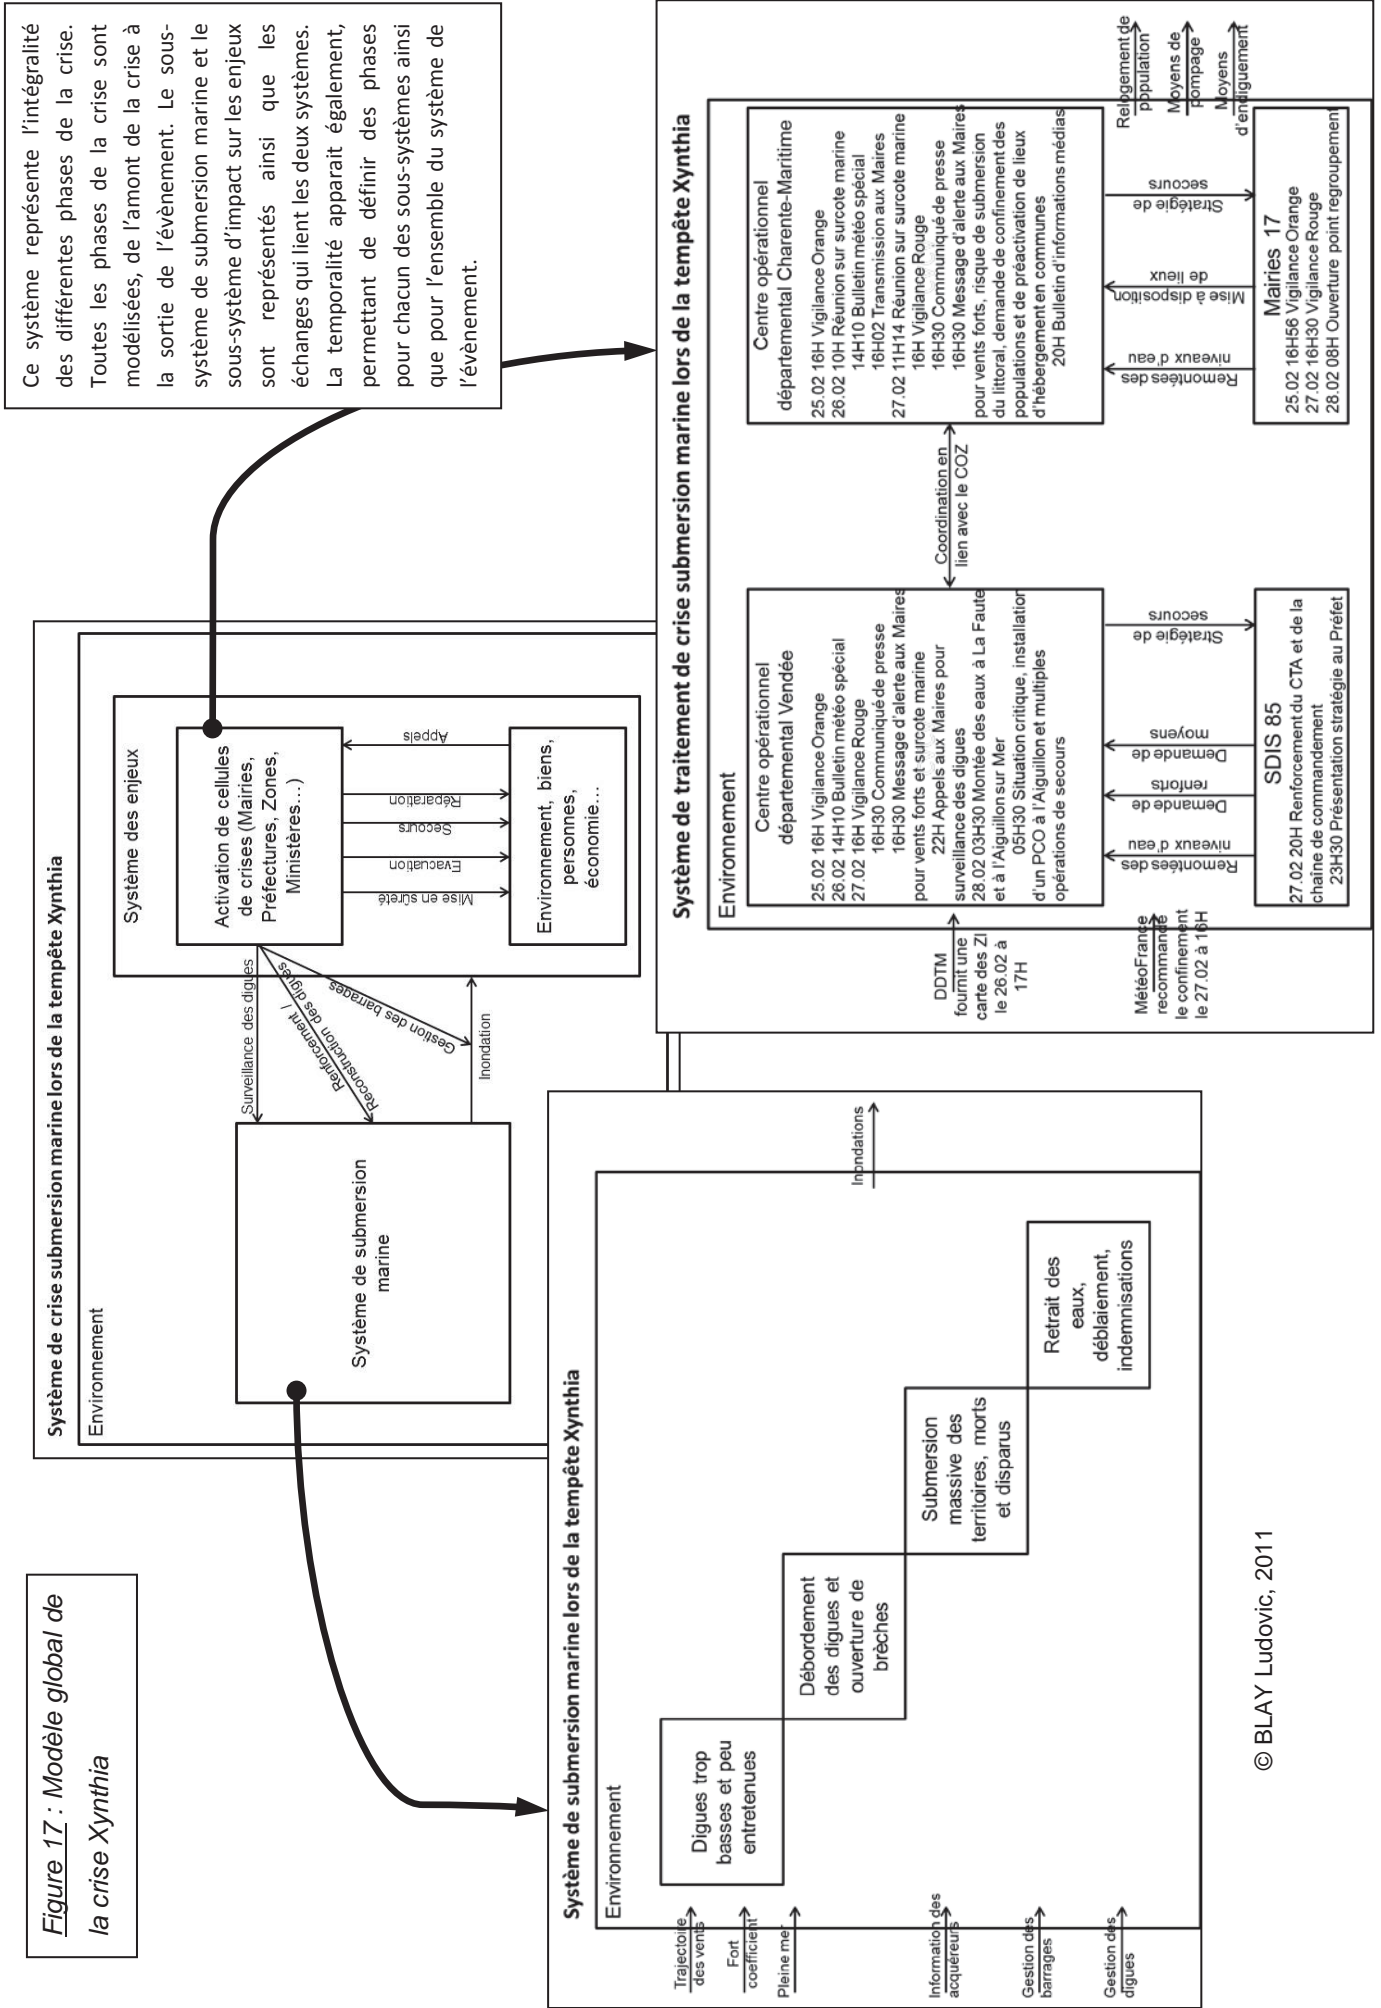 Figure 17 : Modèle global de
la crise Xynthia
Système de crise submersion marine lors de la tempête Xynthia
Environnement
Système de submersion
marine
Surveillance des digues
Renforcement /
Reconstruction des digues
Gestion des barrages
Inondation
Système des enjeux
Activation de cellules
de crises (Mairies,
Préfectures, Zones,
Ministères…)
Mise en sûreté
Evacuation
Secours
Réparation
Appels
Environnement, biens,
personnes,
économie…
Ce système représente l'intégralité
des différentes phases de la crise.
Toutes les phases de la crise sont
modélisées, de l'amont de la crise à
la sortie de l'évènement. Le sous-
système de submersion marine et le
sous-système d'impact sur les enjeux
sont représentés ainsi que les
échanges qui lient les deux systèmes.
La temporalité apparait également,
permettant de définir des phases
pour chacun des sous-systèmes ainsi
que pour l'ensemble du système de
l'évènement.
Système de submersion marine lors de la tempête Xynthia
Environnement
Trajectoire
des vents
Fort
coefficient
Pleine mer
Information des
acquéreurs
Gestion des
barrages
Gestion des
digues
Digues trop
basses et peu
entretenues
Débordement
des digues et
ouverture de
brèches
Submersion
massive des
territoires, morts
et disparus
Retrait des
eaux,
déblaiement,
indemnisations
Inondations
Système de traitement de crise submersion marine lors de la tempête Xynthia
Environnement
DDTM
fournit une
carte des ZI
le 26.02 à
17H
MétéoFrance
recommande
le confinement
le 27.02 à 16H
Centre opérationnel
départemental Vendée
25.02 16H Vigilance Orange
26.02 14H10 Bulletin météo spécial
27.02 16H Vigilance Rouge
16H30 Communiqué de presse
16H30 Message d'alerte aux Maires
pour vents forts et surcote marine
22H Appels aux Maires pour
surveillance des digues
28.02 03H30 Montée des eaux à La Faute
et à l'Aiguillon sur Mer
05H30 Situation critique, installation
d'un PCO à l'Aiguillon et multiples
opérations de secours
Coordination en
lien avec le COZ
Centre opérationnel
départemental Charente-Maritime
25.02 16H Vigilance Orange
26.02 10H Réunion sur surcote marine
14H10 Bulletin météo spécial
16H02 Transmission aux Maires
27.02 11H14 Réunion sur surcote marine
16H Vigilance Rouge
16H30 Communiqué de presse
16H30 Message d'alerte aux Maires
pour vents forts, risque de submersion
du littoral, demande de confinement des
populations et de préactivation de lieux
d'hébergement en communes
20H Bulletin d'informations médias
Remontées des
niveaux d'eau
Demande de
renforts
Demande de
moyens
Stratégie de
secours
Remontées des
niveaux d'eau
Mise à disposition
de lieux
Stratégie de
secours
SDIS 85
27.02 20H Renforcement du CTA et de la
chaîne de commandement
23H30 Présentation stratégie au Préfet
Mairies 17
25.02 16H56 Vigilance Orange
27.02 16H30 Vigilance Rouge
28.02 08H Ouverture point regroupement
Relogement de
population
Moyens de
pompage
Moyens
d'endiguement
© BLAY Ludovic, 2011